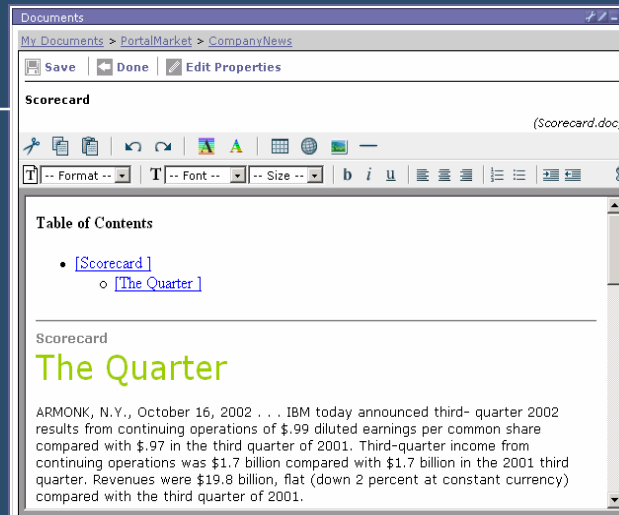 Documents
My Documents > PortalMarket > CompanyNews
Save Done Edit Properties
Scorecard
(Scorecard.doc)
A A
T -- Format -- T -- Font -- -- Size -- b i u
Table of Contents
[Scorecard ]
[The Quarter ]
Scorecard
The Quarter
ARMONK, N.Y., October 16, 2002 . . . IBM today announced third- quarter 2002
results from continuing operations of $.99 diluted earnings per common share
compared with $.97 in the third quarter of 2001. Third-quarter income from
continuing operations was $1.7 billion compared with $1.7 billion in the 2001 third
quarter. Revenues were $19.8 billion, flat (down 2 percent at constant currency)
compared with the third quarter of 2001.